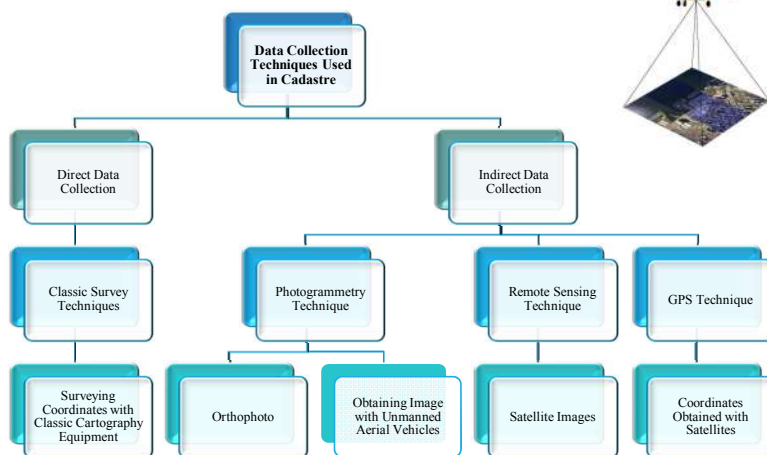 Data Collection
Techniques Used
in Cadastre
Direct Data
Collection
Indirect Data
Collection
Classic Survey
Techniques
Photogrammetry
Technique
Remote Sensing
Technique
GPS Technique
Surveying
Coordinates with
Classic Cartography
Equipment
Orthophoto
Obtaining Image
with Unmanned
Aerial Vehicles
Satellite Images
Coordinates
Obtained with
Satellites